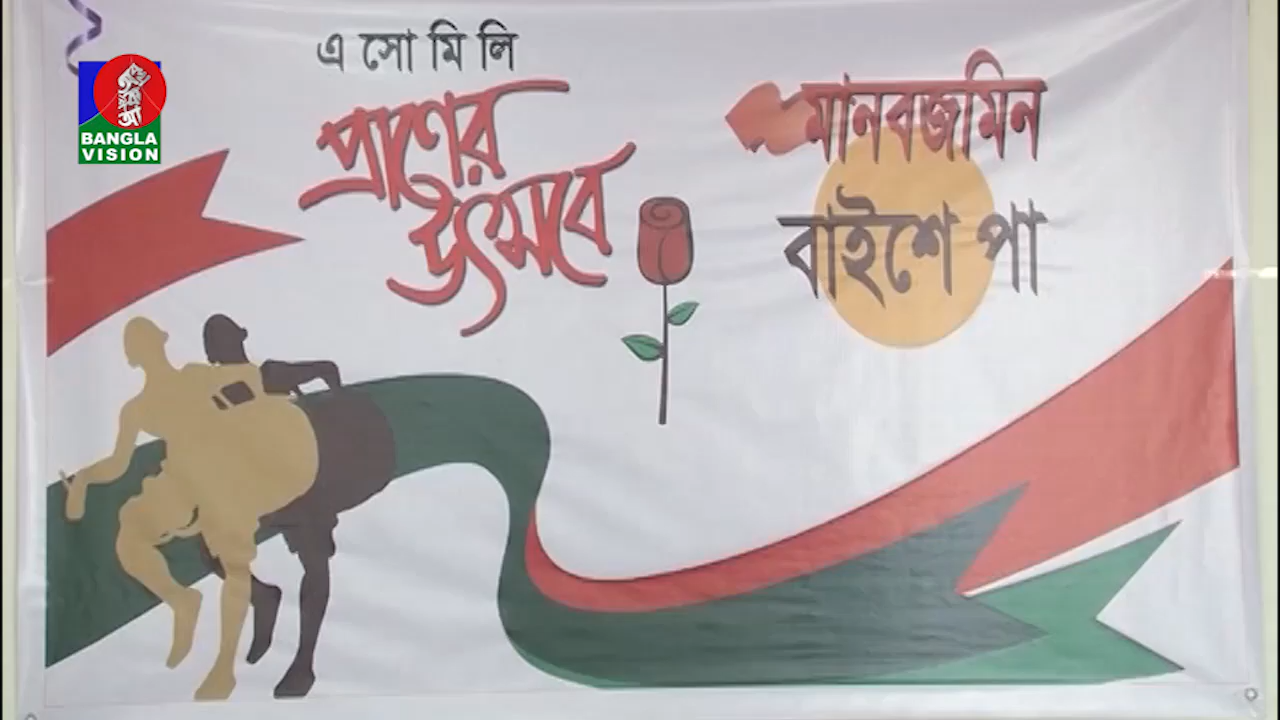 এ সো মি লি
প্রাণের
উৎসবে
মানবজমিন
বাইশে পা
BANGLA
VISION